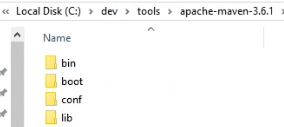 « Local Disk (C:) > dev > tools > apache-maven-3.6.1 >
Name
bin
boot
conf
lib